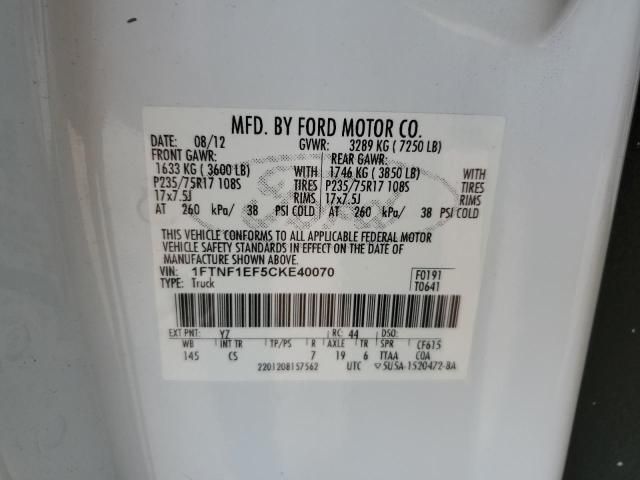 MFD. BY FORD MOTOR CO.
DATE: 08/12 GVWR: 3289 KG ( 7250 LB)
FRONT GAWR: REAR GAWR:
1633 KG ( 3600 LB) WITH 1746 KG ( 3850 LB) WITH
P235/75R17 108S TIRES P235/75R17 108S TIRES
17x7.5J RIMS 17x7.5J RIMS
AT 260 kPa/ 38 PSI COLD AT 260 kPa/ 38 PSI COLD
THIS VEHICLE CONFORMS TO ALL APPLICABLE FEDERAL MOTOR
VEHICLE SAFETY STANDARDS IN EFFECT ON THE DATE OF
MANUFACTURE SHOWN ABOVE.
VIN: 1FTNF1EF5CKE40070 F0191
TYPE: Truck T0641
EXT PNT: YZ RC: 44 DSO:
WB INT TR TP/PS R AXLE TR SPR CF615
145 CS 7 19 6 TTAA COA
2201208157562 UTC ▽5U5A-1520472-BA